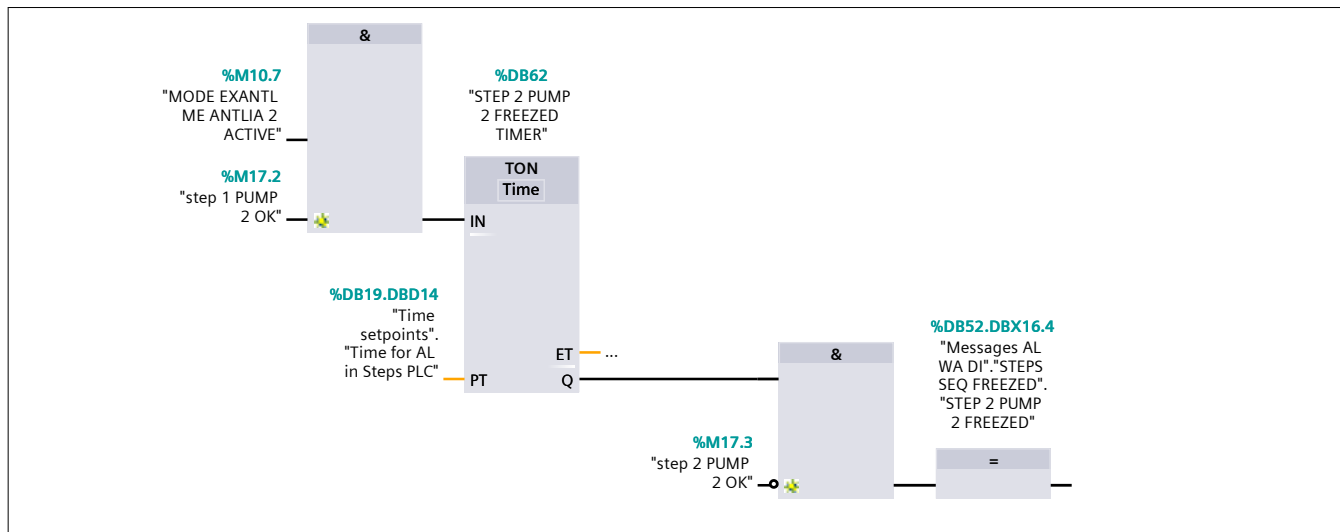 &
%M10.7
"MODE EXANTL
ME ANTLIA 2
ACTIVE"
%M17.2
"step 1 PUMP
2 OK"
%DB62
"STEP 2 PUMP
2 FREEZED
TIMER"
TON
Time
IN
%DB19.DBD14
"Time
setpoints".
"Time for AL
in Steps PLC"
PT
ET
...
Q
&
%M17.3
"step 2 PUMP
2 OK"
%DB52.DBX16.4
"Messages AL
WA DI"."STEPS
SEQ FREEZED".
"STEP 2 PUMP
2 FREEZED"
=